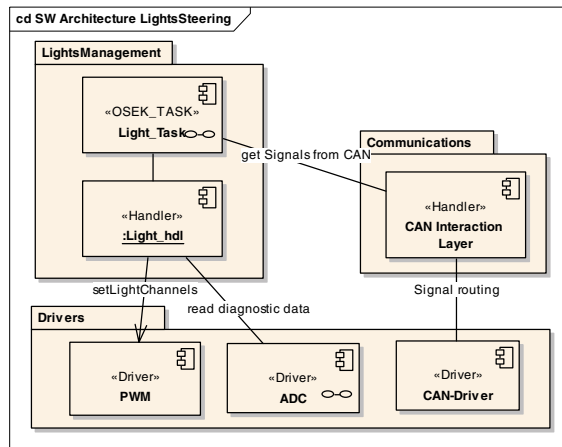 cd SW Architecture LightsSteering
LightsManagement
«OSEK_TASK»
Light_Task
get Signals from CAN
Communications
«Handler»
:Light_hdl
«Handler»
CAN Interaction
Layer
setLightChannels
read diagnostic data
Signal routing
Drivers
«Driver»
PWM
«Driver»
ADC
«Driver»
CAN-Driver